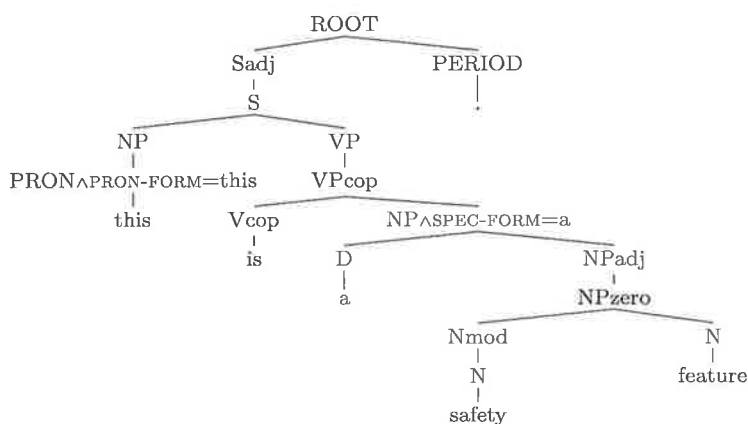 ROOT
Sadj PERIOD
S .
NP VP
PRON∧PRON-FORM=this VPcop
this Vcop NP∧SPEC-FORM=a
is D NPadj
a NPzero
Nmod N
N feature
safety